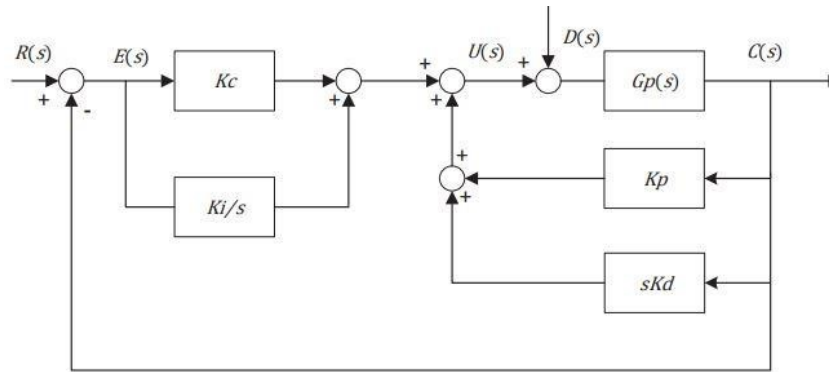 R(s)
E(s)
Kc
U(s)
D(s)
Gp(s)
C(s)
+
-
+
+
+
+
+
+
Kp
+
Ki/s
sKd